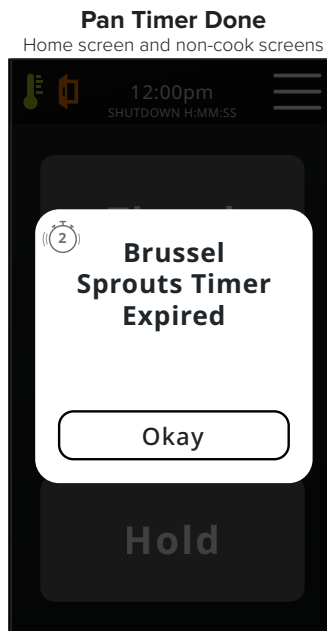 Pan Timer Done
Home screen and non-cook screens
12:00pm
SHUTDOWN H:MM:SS
2
Brussel
Sprouts Timer
Expired
Okay
Hold